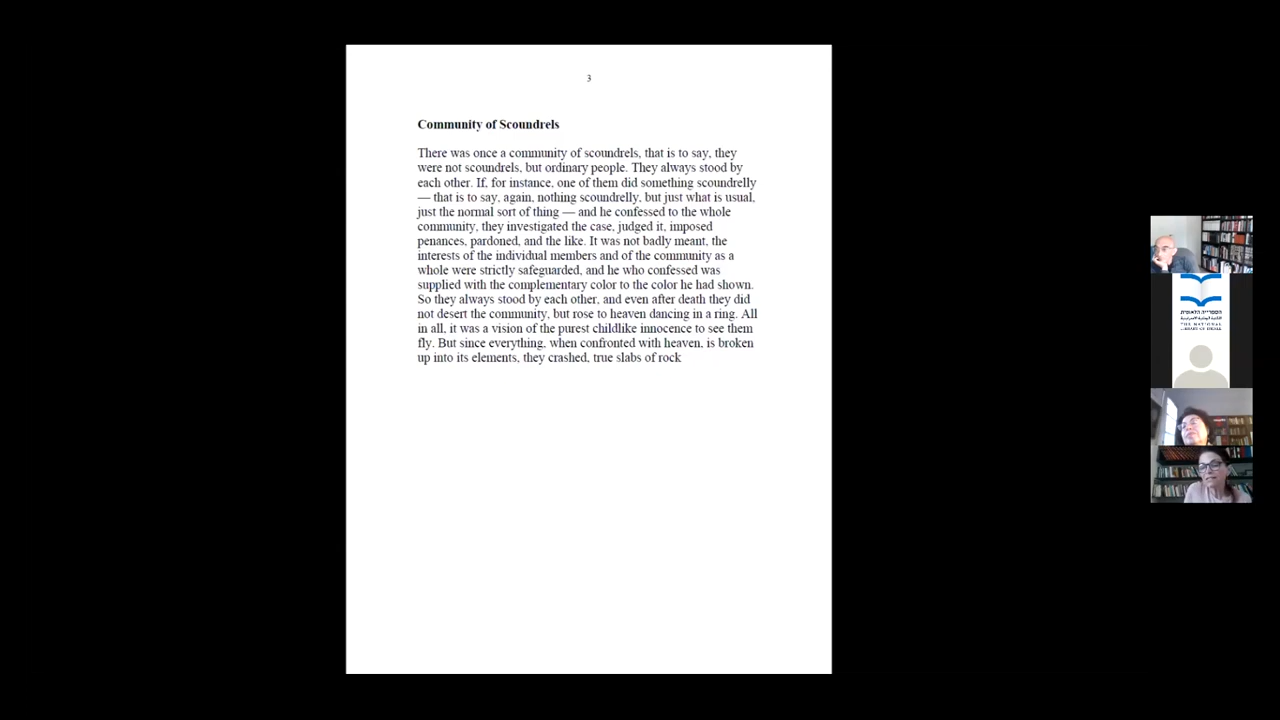 3
Community of Scoundrels
There was once a community of scoundrels, that is to say, they
were not scoundrels, but ordinary people. They always stood by
each other. If, for instance, one of them did something scoundrelly
— that is to say, again, nothing scoundrelly, but just what is usual,
just the normal sort of thing — and he confessed to the whole
community, they investigated the case, judged it, imposed
penances, pardoned, and the like. It was not badly meant, the
interests of the individual members and of the community as a
whole were strictly safeguarded, and he who confessed was
supplied with the complementary color to the color he had shown.
So they always stood by each other, and even after death they did
not desert the community, but rose to heaven dancing in a ring. All
in all, it was a vision of the purest childlike innocence to see them
fly. But since everything, when confronted with heaven, is broken
up into its elements, they crashed, true slabs of rock
הספרייה הלאומית
THE NATIONAL
LIBRARY OF ISRAEL